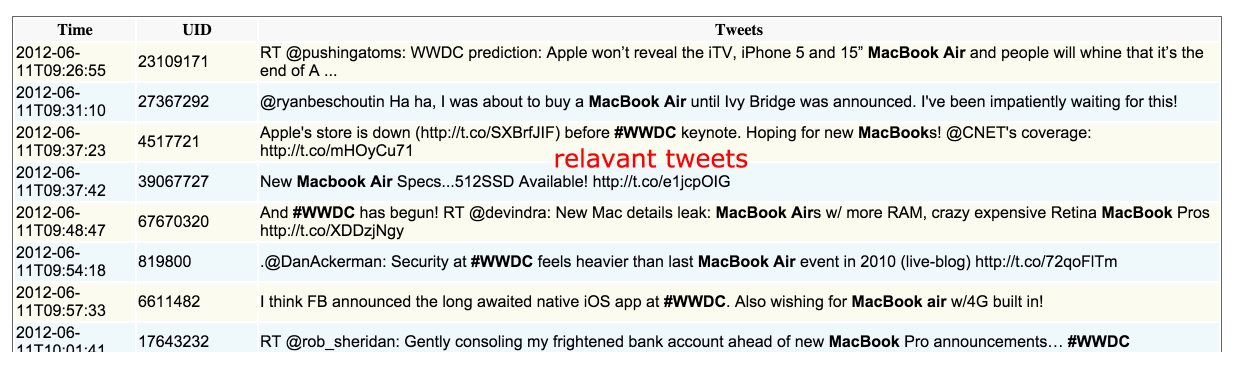 Time UID Tweets
2012-06-
11T09:26:55
23109171
RT @pushingatoms: WWDC prediction: Apple won’t reveal the iTV, iPhone 5 and 15” MacBook Air and people will whine that it’s the
end of A ...
2012-06-
11T09:31:10
27367292
@ryanbeschoutin Ha ha, I was about to buy a MacBook Air until Ivy Bridge was announced. I've been impatiently waiting for this!
2012-06-
11T09:37:23
4517721
Apple's store is down (http://t.co/SXBrfJIF) before #WWDC keynote. Hoping for new MacBooks! @CNET's coverage:
http://t.co/mHOyCu71
relavant tweets
2012-06-
11T09:37:42
39067727
New Macbook Air Specs...512SSD Available! http://t.co/e1jcpOIG
2012-06-
11T09:48:47
67670320
And #WWDC has begun! RT @devindra: New Mac details leak: MacBook Airs w/ more RAM, crazy expensive Retina MacBook Pros
http://t.co/XDDzjNgy
2012-06-
11T09:54:18
819800
.@DanAckerman: Security at #WWDC feels heavier than last MacBook Air event in 2010 (live-blog) http://t.co/72qoFlTm
2012-06-
11T09:57:33
6611482
I think FB announced the long awaited native iOS app at #WWDC. Also wishing for MacBook air w/4G built in!
2012-06-
11T10:01:41
17643232
RT @rob_sheridan: Gently consoling my frightened bank account ahead of new MacBook Pro announcements… #WWDC